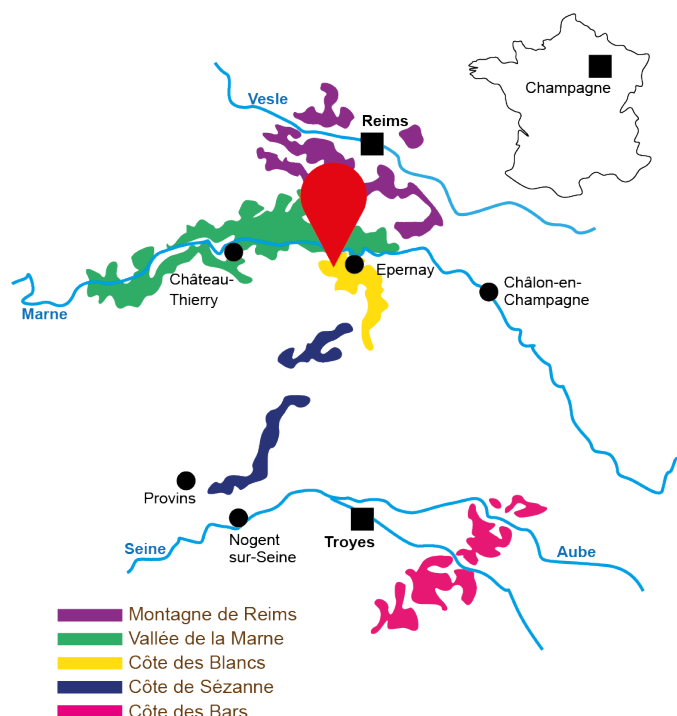 Champagne
Vesle
Reims
Epernay
Château-
Thierry
Châlon-en-
Champagne
Marne
Provins
Nogent
sur-Seine
Troyes
Seine
Aube
Montagne de Reims
Vallée de la Marne
Côte des Blancs
Côte de Sézanne
Côte des Bars